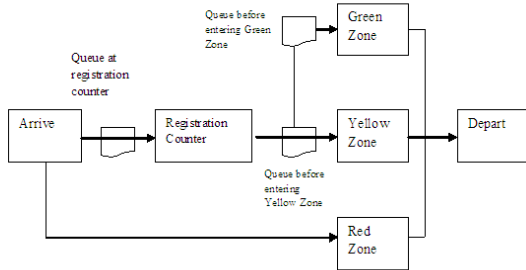 Queue before
entering Green
Zone
Green
Zone
Queue at
registration
counter
Arrive
Registration
Counter
Yellow
Zone
Depart
Queue before
entering
Yellow Zone
Red
Zone